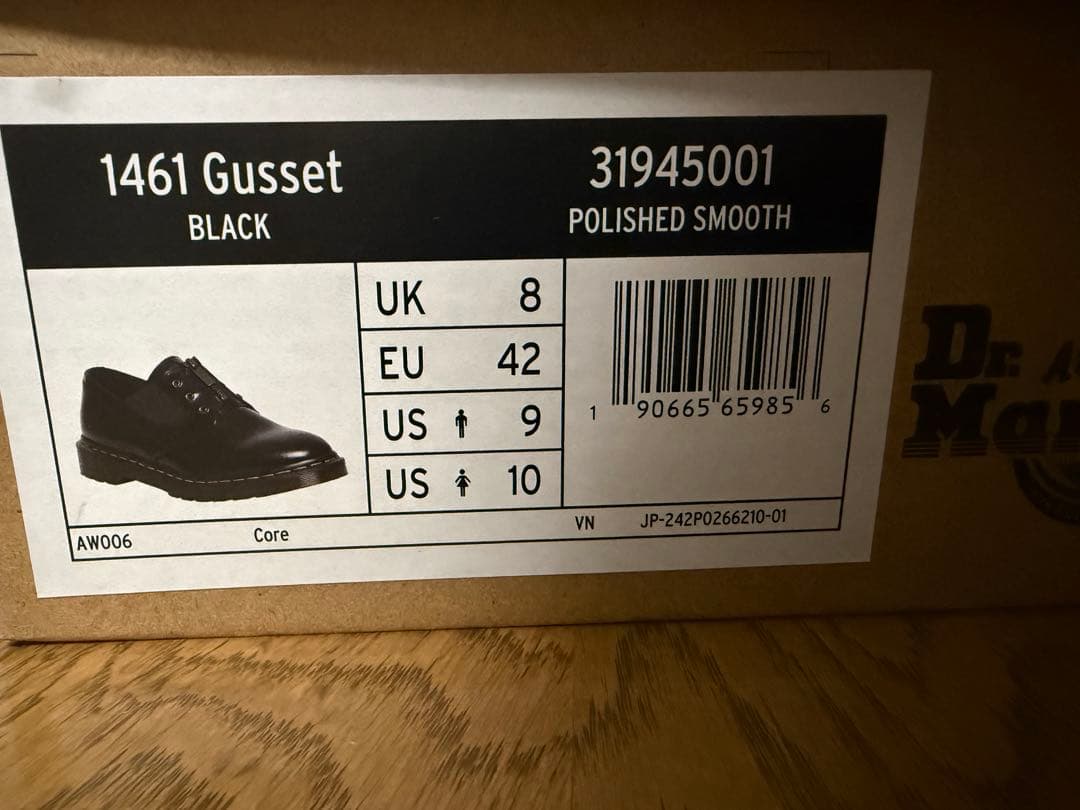 1461 Gusset
BLACK
31945001
POLISHED SMOOTH
UK 8
EU 42
US 9
US 10
1 90665 65985 6
AW006 Core VN JP-242P0266210-01
Dr.